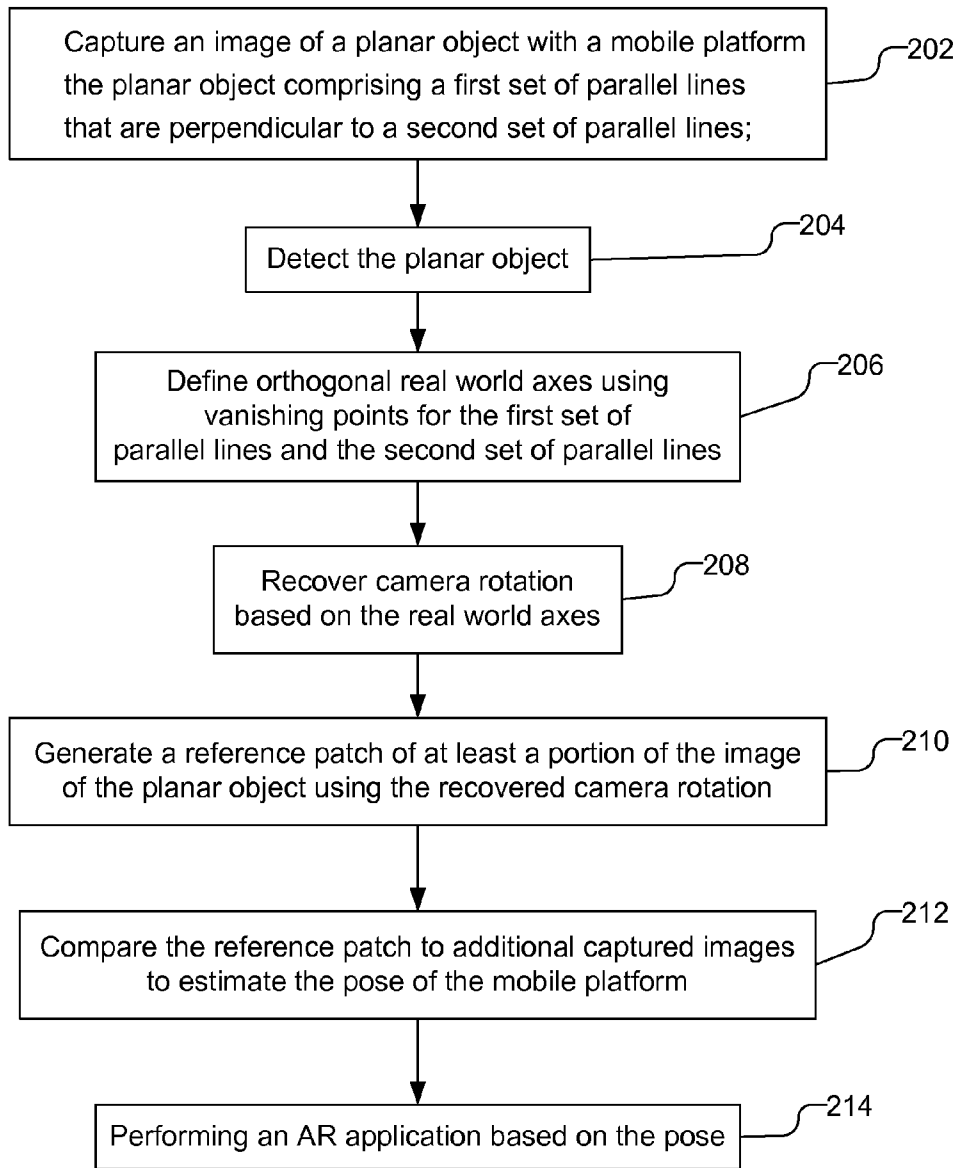 Capture an image of a planar object with a mobile platform
the planar object comprising a first set of parallel lines
that are perpendicular to a second set of parallel lines;
202
204
Detect the planar object
206
Define orthogonal real world axes using
vanishing points for the first set of
parallel lines and the second set of parallel lines
208
Recover camera rotation
based on the real world axes
Generate a reference patch of at least a portion of the image
of the planar object using the recovered camera rotation
210
212
Compare the reference patch to additional captured images
to estimate the pose of the mobile platform
214
Performing an AR application based on the pose